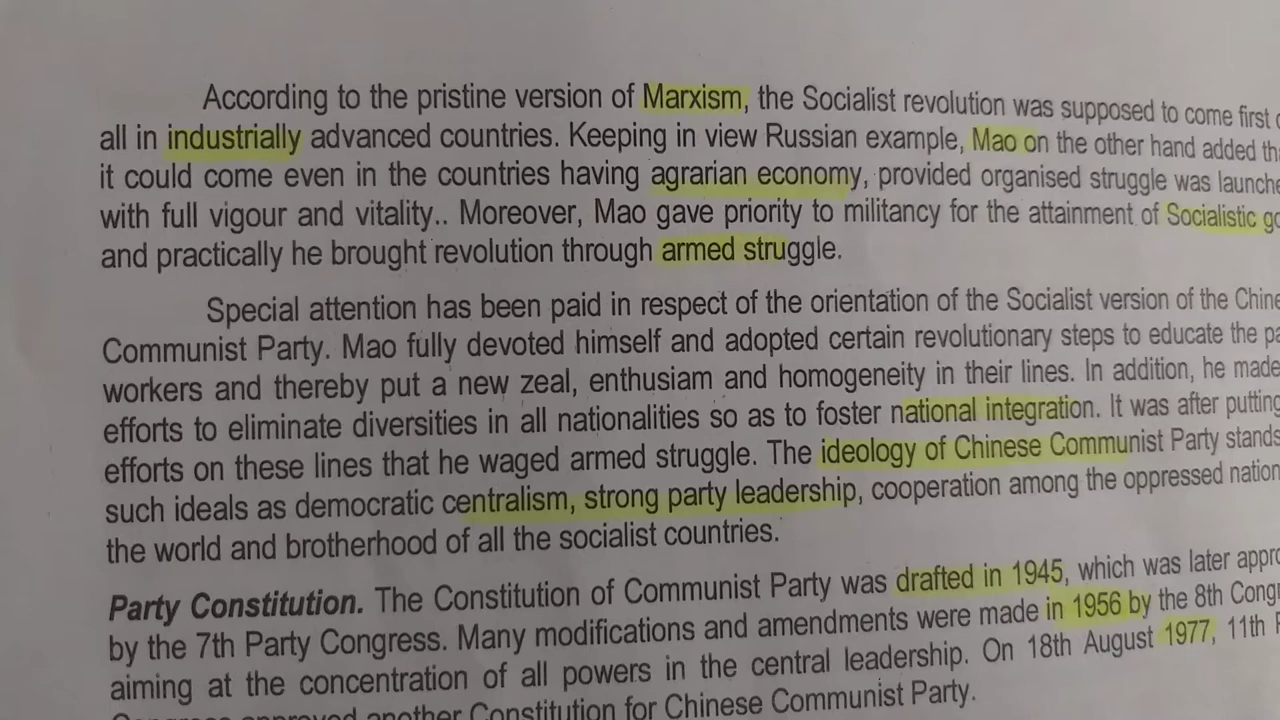 According to the pristine version of Marxism, the Socialist revolution was supposed to come first
all in industrially advanced countries. Keeping in view Russian example, Mao on the other hand added
it could come even in the countries having agrarian economy, provided organised struggle was
with full vigour and vitality.. Moreover, Mao gave priority to militancy for the attainment of Socialistic
and practically he brought revolution through armed struggle.
Special attention has been paid in respect of the orientation of the Socialist version of the
Communist Party. Mao fully devoted himself and adopted certain revolutionary steps to educate the
workers and thereby put a new zeal, enthusiam and homogeneity in their lines. In addition, he made
efforts to eliminate diversities in all nationalities so as to foster national integration. It was after putting
efforts on these lines that he waged armed struggle. The ideology of Chinese Communist Party stands
such ideals as democratic centralism, strong party leadership, cooperation among the oppressed
the world and brotherhood of all the socialist countries.
Party Constitution. The Constitution of Communist Party was drafted in 1945, which was later
by the 7th Party Congress. Many modifications and amendments were made in 1956 by the 8th
aiming at the concentration of all powers in the central leadership. On 18th August 1977, 11th
Congress approved another Constitution for Chinese Communist Party.